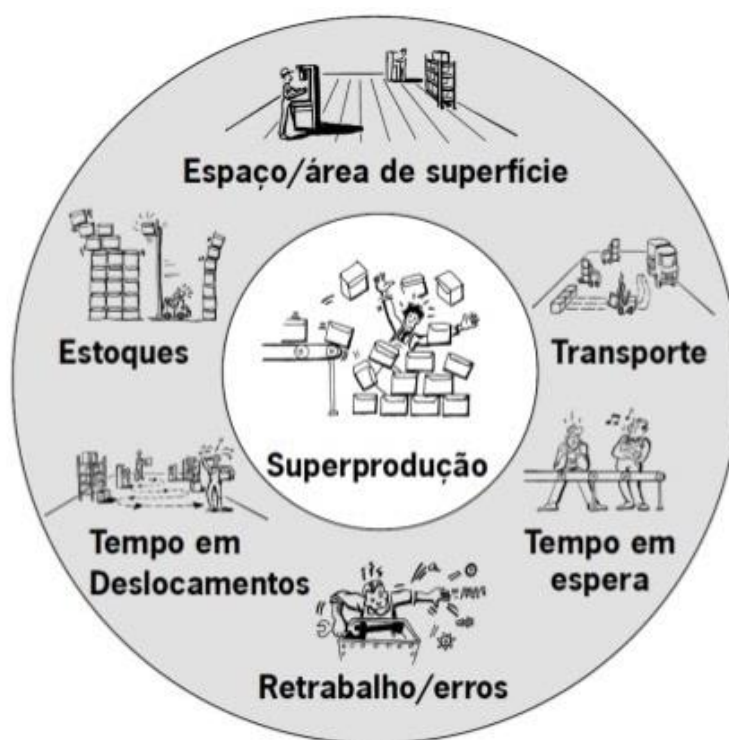 Espaço/área de superfície
Estoques
Transporte
Superprodução
Tempo em
Deslocamentos
Tempo em
espera
Retrabalho/erros